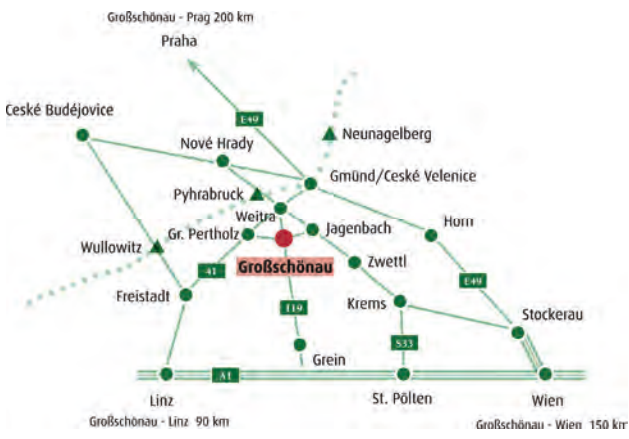 Großschönau - Prag 200 km
Praha
E49
Ceské Budéjovice
Neunagelberg
Nové Hrady
Gmünd/Ceské Velenice
Pyhrabruck
Weitra
Gr. Pertholz
Jagenbach
Horn
Wullowitz
Großschönau
Zwettl
41
E49
Freistadt
Krems
119
Stockerau
S33
Grein
A1
Linz
St. Pölten
Wien
Großschönau - Linz 90 km
Großschönau - Wien 150 km